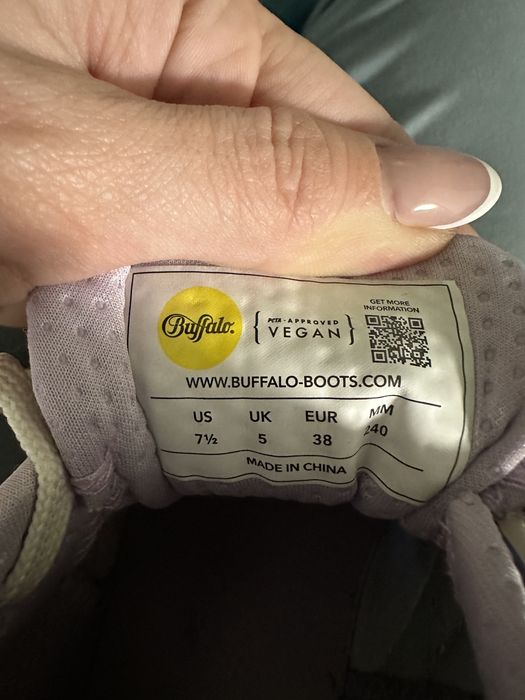 Buffalo.
{ PETA - APPROVED
VEGAN }
GET MORE
INFORMATION
WWW.BUFFALO-BOOTS.COM
US UK EUR MM
7½ 5 38 240
MADE IN CHINA